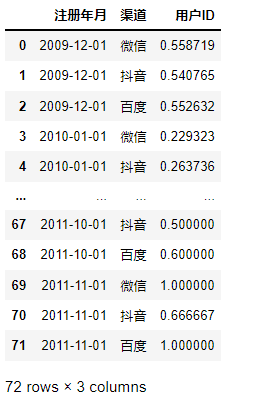 注册年月 渠道 用户ID
0 2009-12-01 微信 0.558719
1 2009-12-01 抖音 0.540765
2 2009-12-01 百度 0.552632
3 2010-01-01 微信 0.229323
4 2010-01-01 抖音 0.263736
... ... ... ...
67 2011-10-01 抖音 0.500000
68 2011-10-01 百度 0.600000
69 2011-11-01 微信 1.000000
70 2011-11-01 抖音 0.666667
71 2011-11-01 百度 1.000000
72 rows × 3 columns